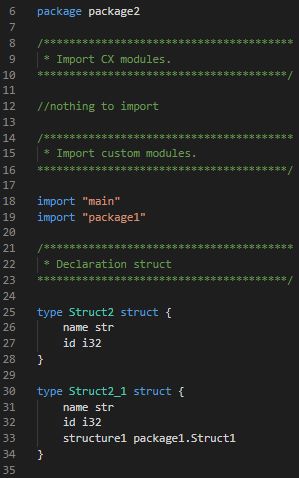 6 package package2
7
8 /***************************************
9 * Import CX modules.
10 ***************************************/
11
12 //nothing to import
13
14 /***************************************
15 * Import custom modules.
16 ***************************************/
17
18 import "main"
19 import "package1"
20
21 /***************************************
22 * Declaration struct
23 ***************************************/
24
25 type Struct2 struct {
26 name str
27 id i32
28 }
29
30 type Struct2_1 struct {
31 name str
32 id i32
33 structure1 package1.Struct1
34 }
35